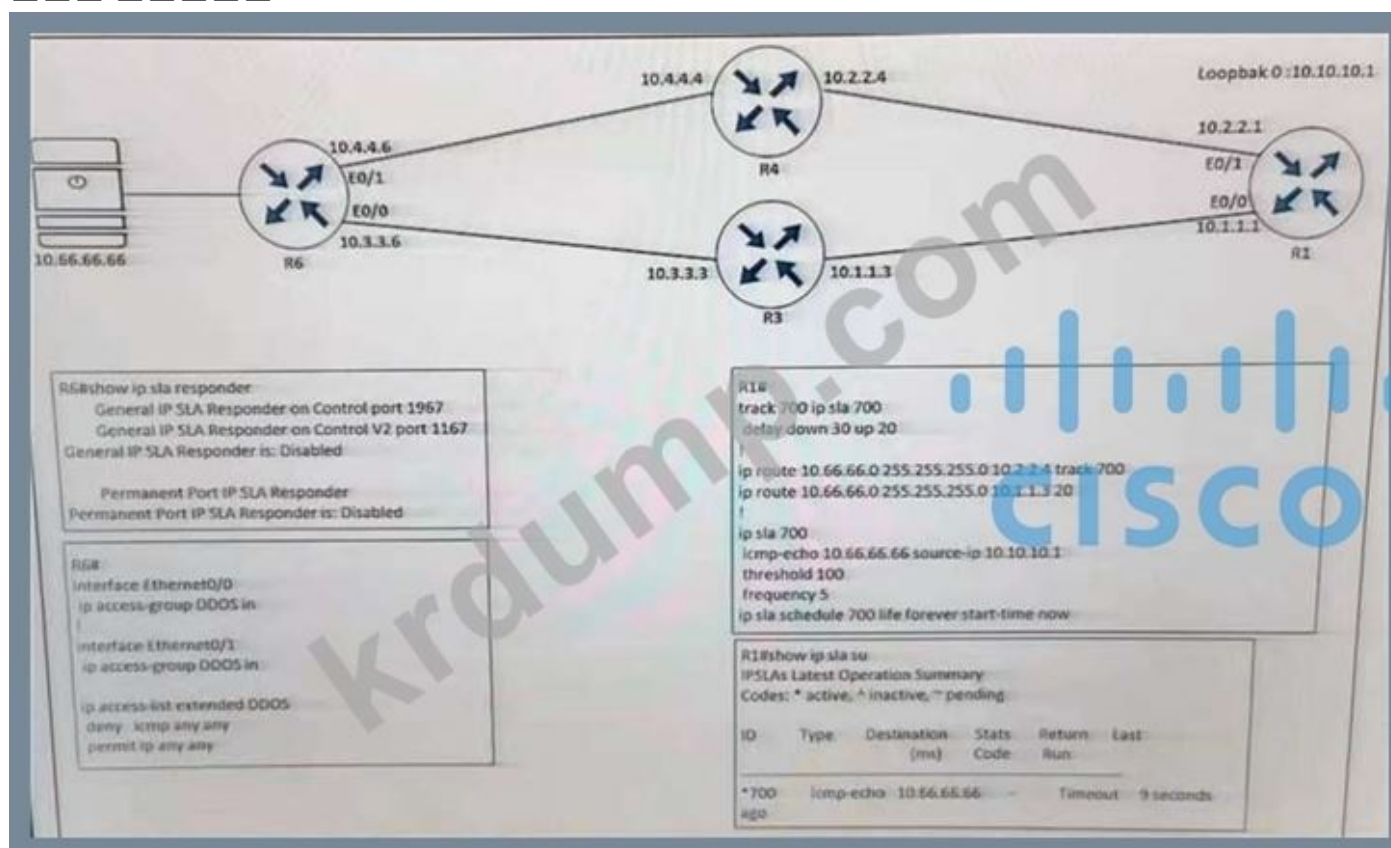 10.4.4.4
10.2.2.4
Loopbak 0 :10.10.10.1
10.2.2.1
10.4.4.6
E0/1
R4
E0/1
E0/0
E0/0
10.3.3.6
10.1.1.1
10.66.66.66
R6
10.3.3.3
10.1.1.3
R1
R3
R6#show ip sla responder
General IP SLA Responder on Control port 1967
General IP SLA Responder on Control V2 port 1167
General IP SLA Responder is: Disabled
Permanent Port IP SLA Responder
Permanent Port IP SLA Responder is: Disabled
R6#
interface Ethernet0/0
ip access-group DDOS in
!
interface Ethernet0/1
ip access-group DDOS in
ip access-list extended DDOS
deny icmp any any
permit ip any any
R1#
track 700 ip sla 700
delay down 30 up 20
!
ip route 10.66.66.0 255.255.255.0 10.2.2.4 track 700
ip route 10.66.66.0 255.255.255.0 10.1.1.3 20
!
ip sla 700
icmp-echo 10.66.66.66 source-ip 10.10.10.1
threshold 100
frequency 5
ip sla schedule 700 life forever start-time now
R1#show ip sla su
IPSLAs Latest Operation Summary
Codes: * active, ^ inactive, ~ pending
ID Type Destination Stats Return Last
(ms) Code Run
*700 icmp-echo 10.66.66.66 - Timeout 9 seconds
ago
krdump.com
CISCO